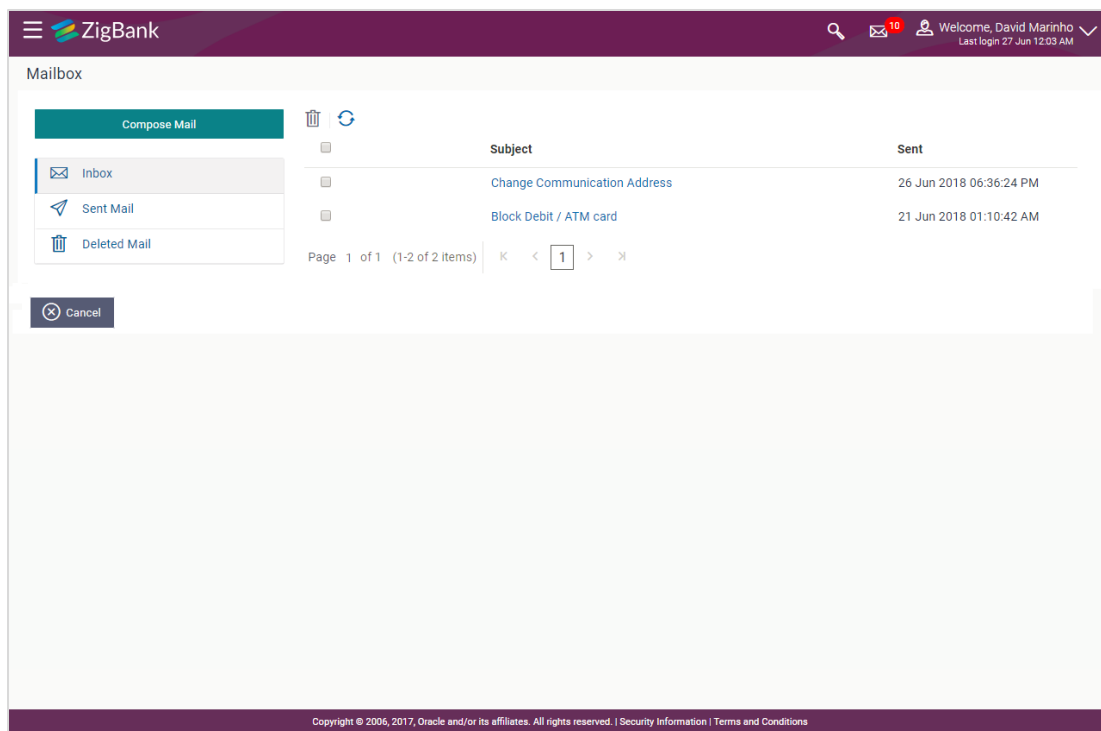 ZigBank
10
Welcome, David Marinho
Last login 27 Jun 12:03 AM
Mailbox
Compose Mail
Inbox
Sent Mail
Deleted Mail
Subject Sent
Change Communication Address 26 Jun 2018 06:36:24 PM
Block Debit / ATM card 21 Jun 2018 01:10:42 AM
Page 1 of 1 (1-2 of 2 items) 1
Cancel
Copyright © 2006, 2017, Oracle and/or its affiliates. All rights reserved. | Security Information | Terms and Conditions